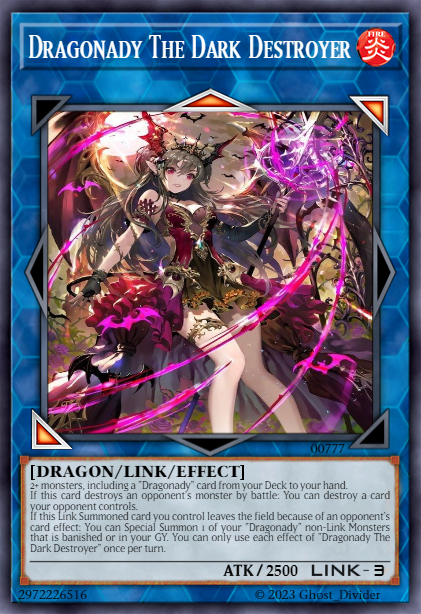 DRAGONADY THE DARK DESTROYER
FIRE
炎
00777
[DRAGON/LINK/EFFECT]
2+ monsters, including a "Dragonady" card from your Deck to your hand.
If this card destroys an opponent's monster by battle: You can destroy a card
your opponent controls.
If this Link Summoned card you control leaves the field because of an opponent's
card effect: You can Special Summon 1 of your "Dragonady" non-Link Monsters
that is banished or in your GY. You can only use each effect of "Dragonady The
Dark Destroyer" once per turn.
ATK / 2500 LINK-3
2972226516 © 2023 Ghost_Divider